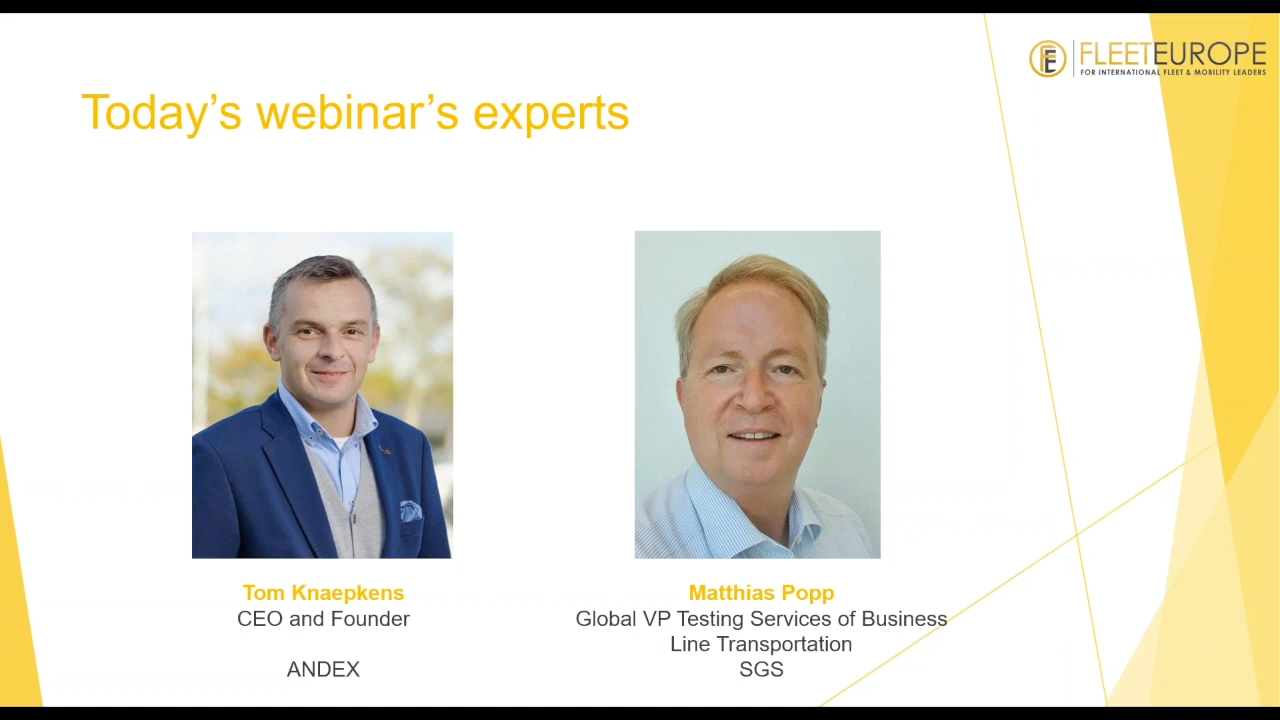 FE FLEETEUROPE
FOR INTERNATIONAL FLEET & MOBILITY LEADERS
Today’s webinar’s experts
Tom Knaepkens
CEO and Founder
ANDEX
Matthias Popp
Global VP Testing Services of Business
Line Transportation
SGS